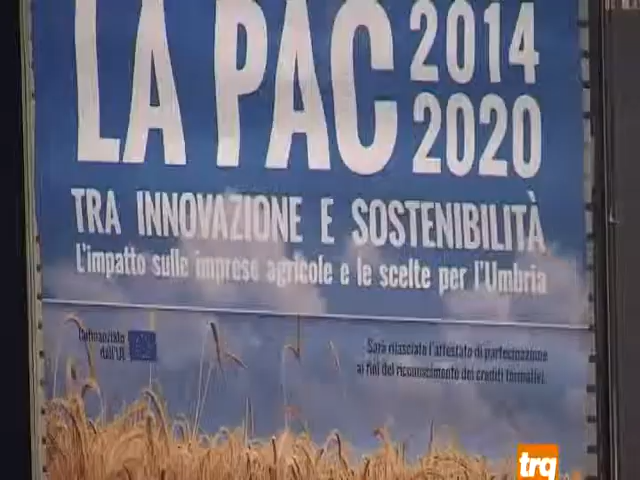 LA PAC 2014
2020
TRA INNOVAZIONE E SOSTENIBILITÀ
L'impatto sulle imprese agricole e le scelte per l'Umbria
Cofinanziato
dall'UE
Sarà rilasciato l'attestato di partecipazione
ai fini del riconoscimento dei crediti formativi.
trg